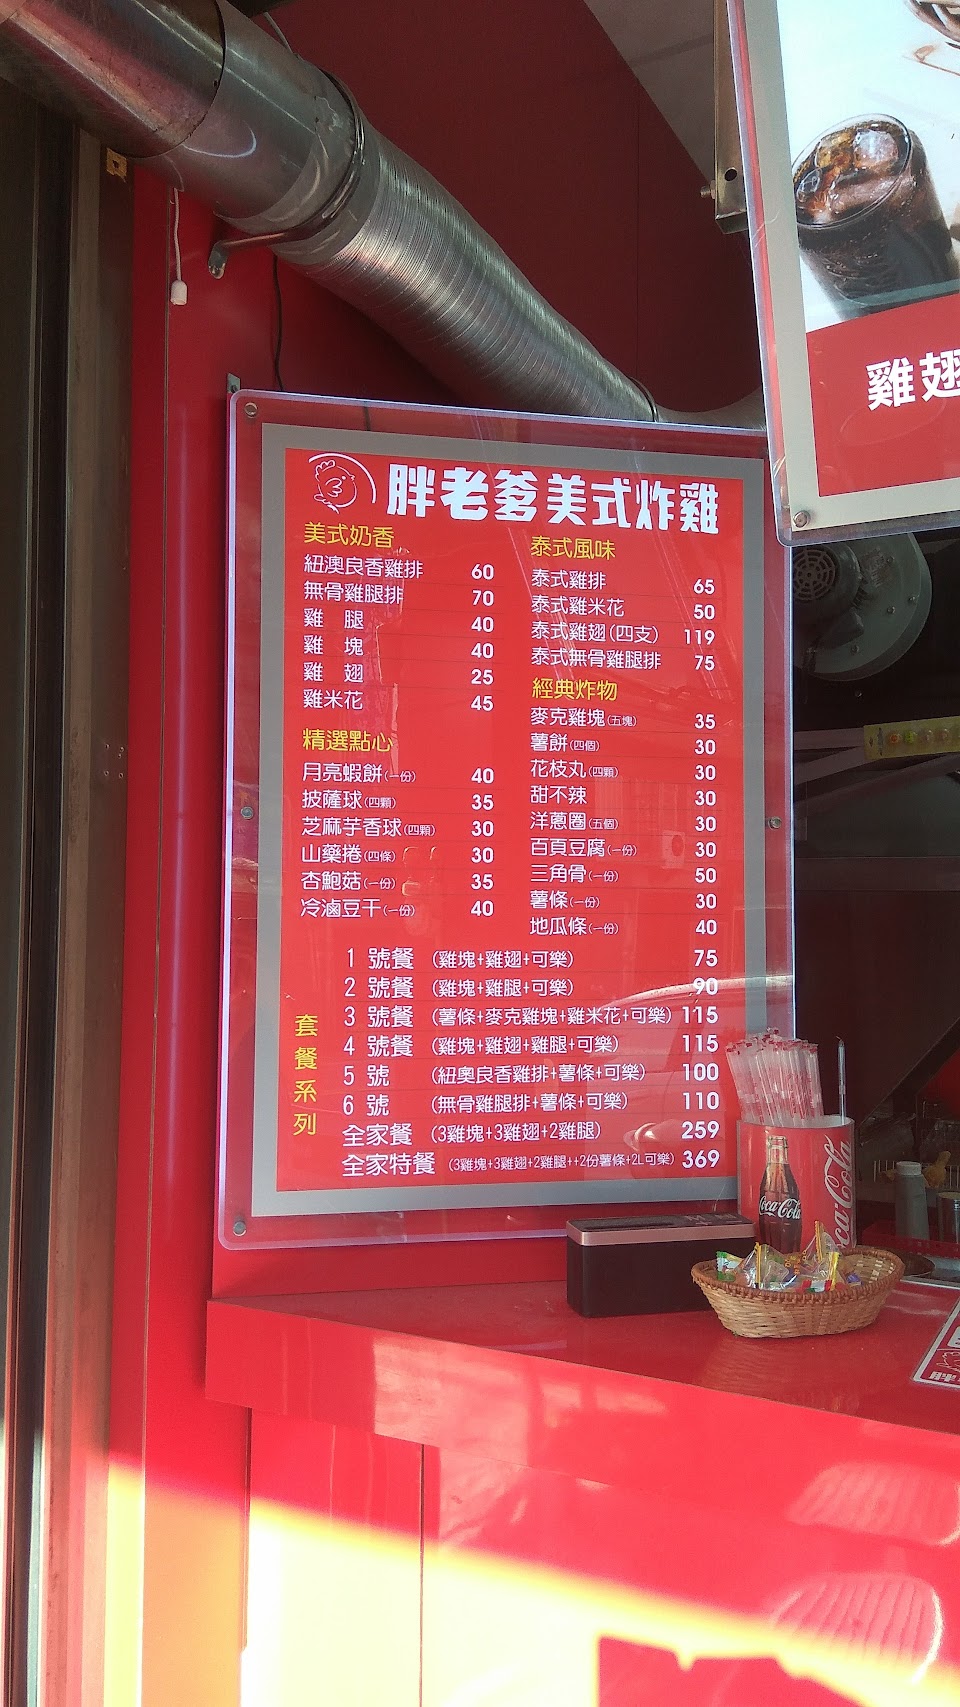 雞翅
胖老爹美式炸雞
美式奶香
紐澳良香雞排 60
無骨雞腿排 70
雞 腿 40
雞 塊 40
雞 翅 25
雞米花 45
精選點心
月亮蝦餅(一份) 40
披薩球(四顆) 35
芝麻芋香球(四顆) 30
山藥捲(四條) 30
杏鮑菇(一份) 35
冷滷豆干(一份) 40
泰式風味
泰式雞排 65
泰式雞米花 50
泰式雞翅(四支) 119
泰式無骨雞腿排 75
經典炸物
麥克雞塊(五塊) 35
薯餅(四個) 30
花枝丸(四顆) 30
甜不辣 30
洋蔥圈(五個) 30
百頁豆腐(一份) 30
三角骨(一份) 50
薯條(一份) 30
地瓜條(一份) 40
套餐系列
1 號餐 (雞塊+雞翅+可樂) 75
2 號餐 (雞塊+雞腿+可樂) 90
3 號餐 (薯條+麥克雞塊+雞米花+可樂) 115
4 號餐 (雞塊+雞翅+雞腿+可樂) 115
5 號 (紐奧良香雞排+薯條+可樂) 100
6 號 (無骨雞腿排+薯條+可樂) 110
全家餐 (3雞塊+3雞翅+2雞腿) 259
全家特餐 (3雞塊+3雞翅+2雞腿++2份薯條+2L可樂) 369
Coca-Cola
Coca-Cola
胖